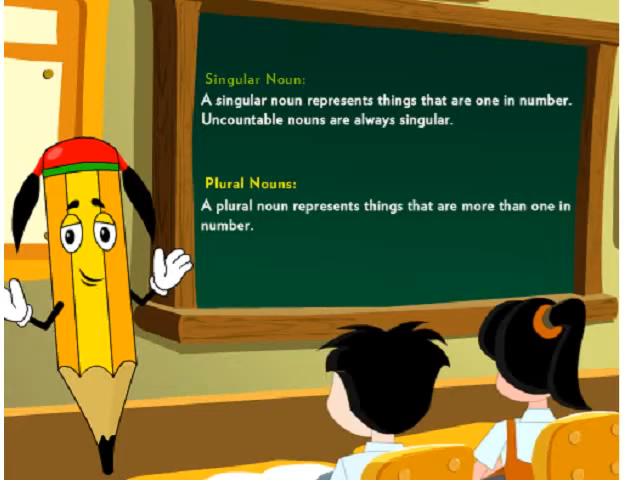 Singular Noun:
A singular noun represents things that are one in number.
Uncountable nouns are always singular.
Plural Nouns:
A plural noun represents things that are more than one in
number.